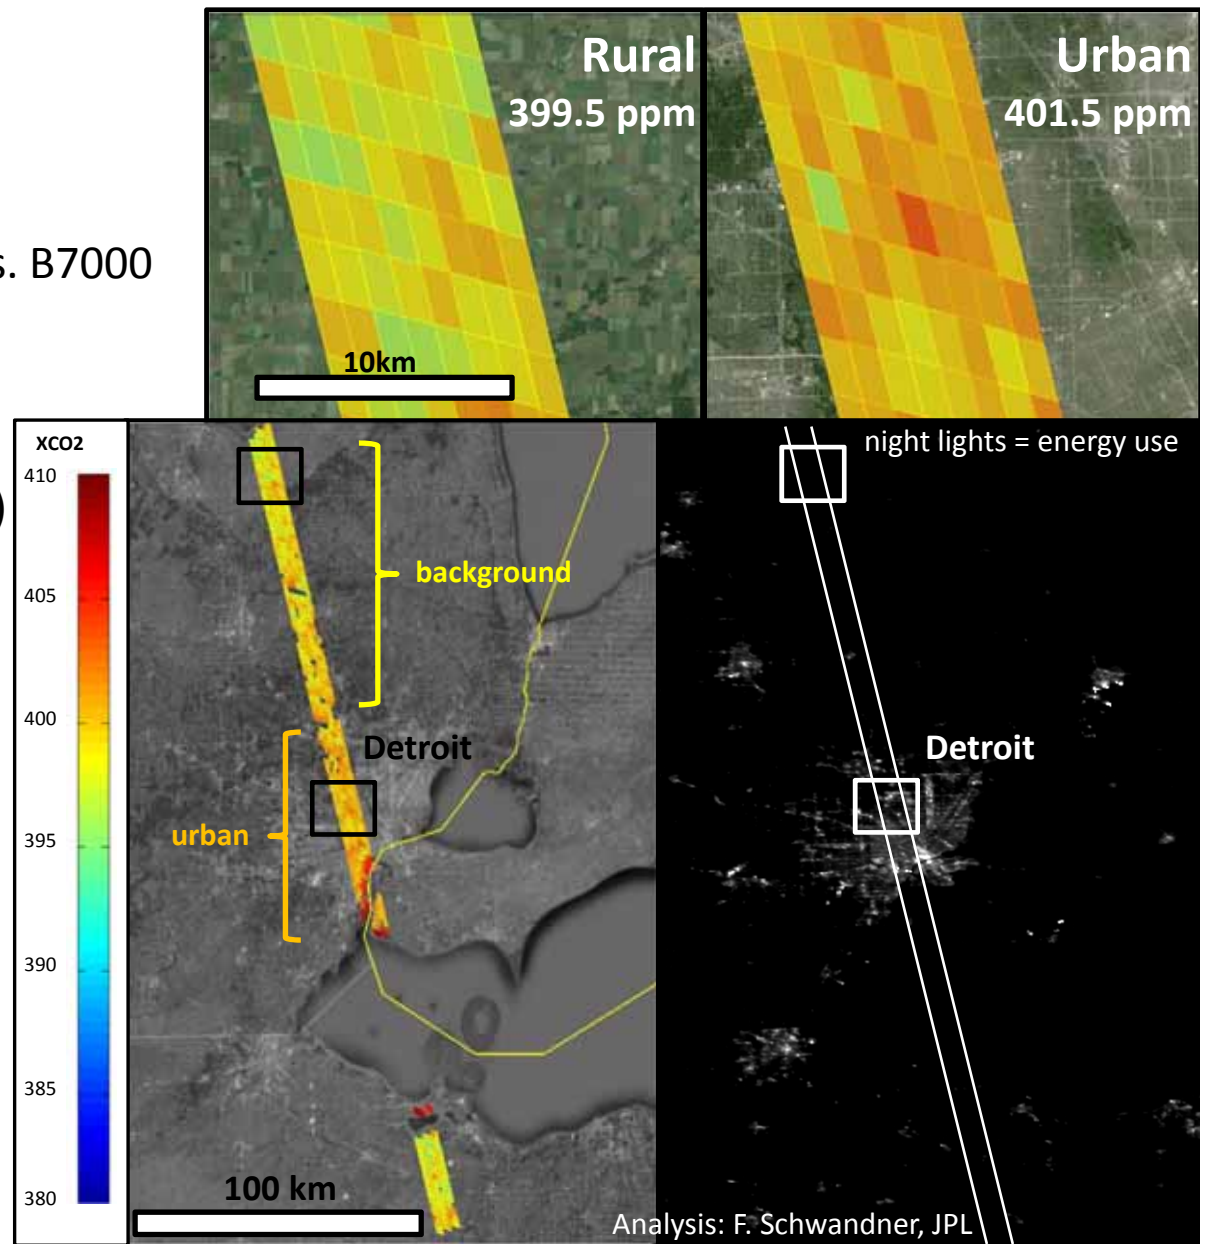 Rural
399.5 ppm
Urban
401.5 ppm
s. B7000
10km
XCO2
410
405
400
395
390
385
380
)
background
Detroit
urban
100 km
night lights = energy use
Detroit
Analysis: F. Schwandner, JPL